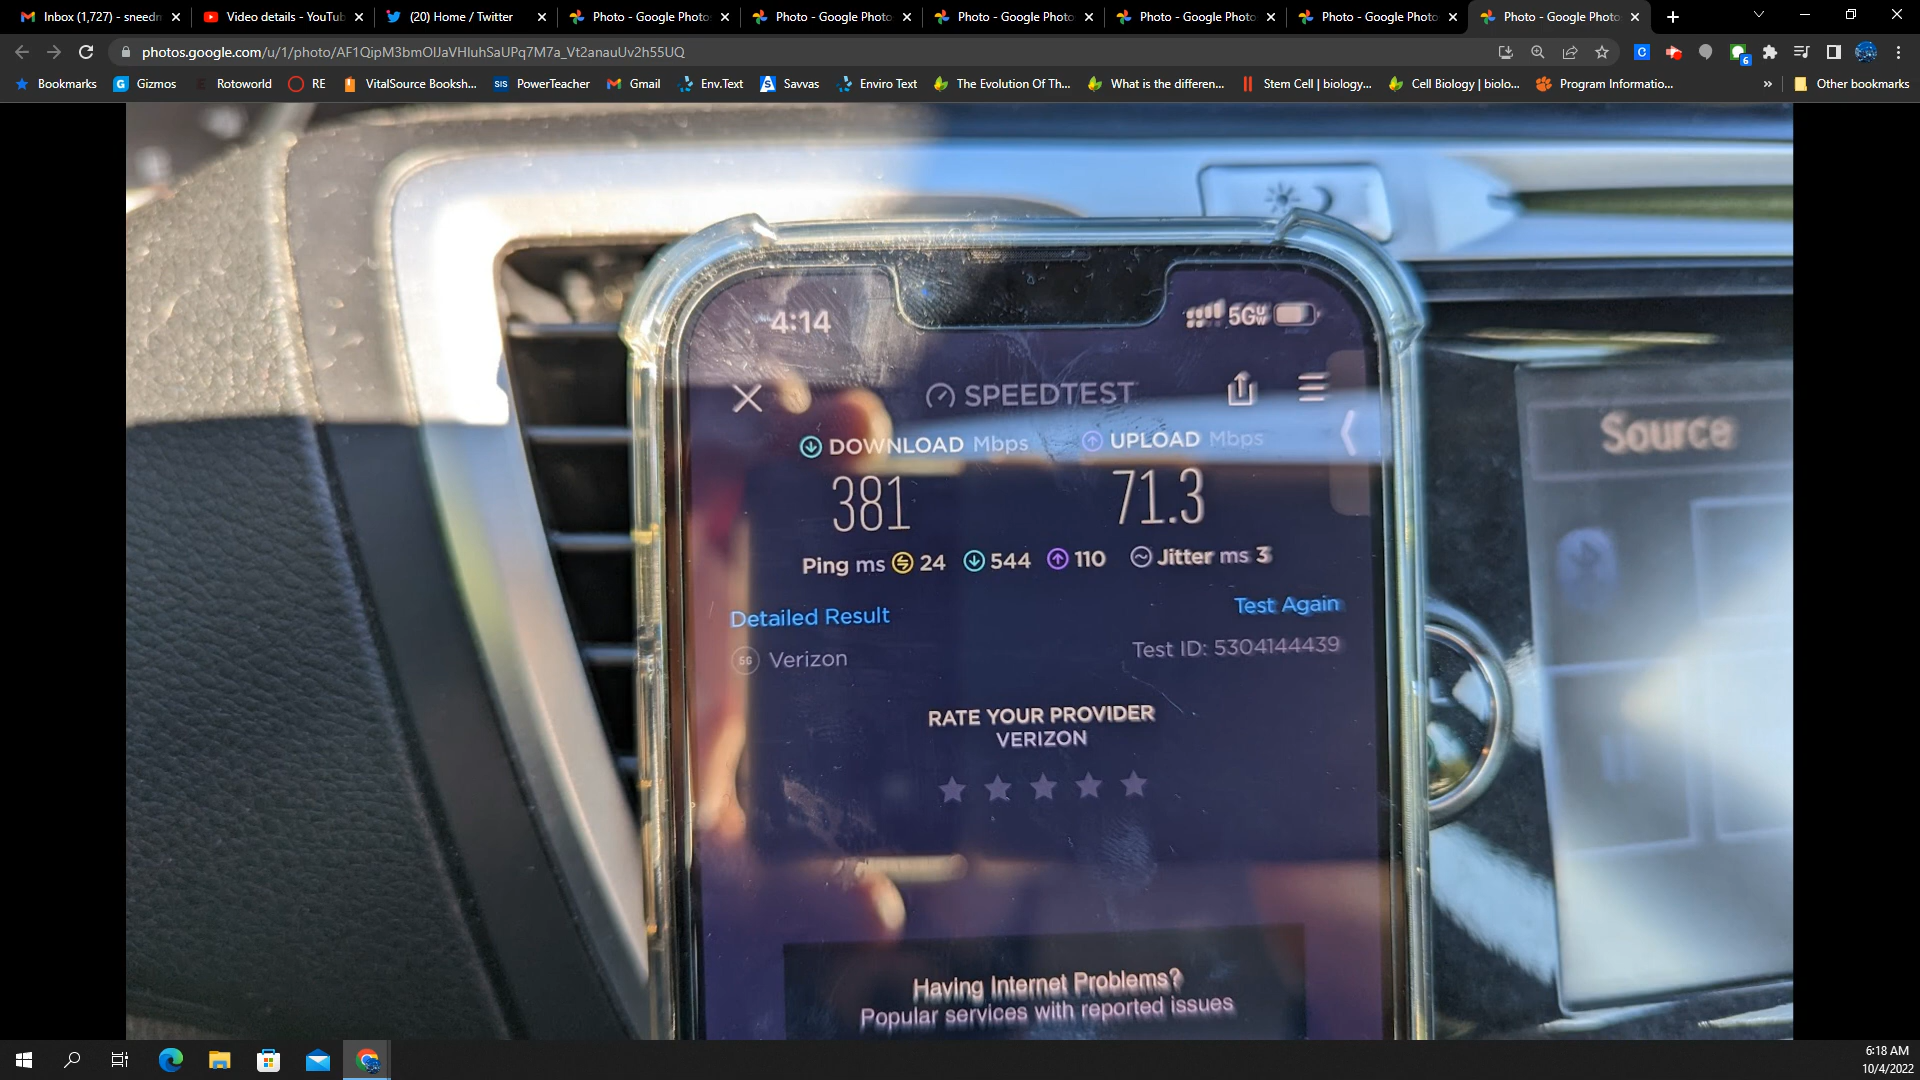 Inbox (1,727) - sneedr
Video details - YouTub
(20) Home / Twitter
Photo - Google Photo
Photo - Google Photo
Photo - Google Photo
Photo - Google Photo
Photo - Google Photo
Photo - Google Photo
photos.google.com/u/1/photo/AF1QipM3bmOIJaVHIuhSaUPq7M7a_Vt2anauUv2h55UQ
Bookmarks
Gizmos
Rotoworld
RE
VitalSource Booksh...
SIS PowerTeacher
Gmail
Env.Text
Savvas
Enviro Text
The Evolution Of Th...
What is the differen...
Stem Cell | biology...
Cell Biology | biolo...
Program Informatio...
»
Other bookmarks
4:14
5G UW
SPEEDTEST
DOWNLOAD Mbps
UPLOAD Mbps
381
71.3
Ping ms 24 544 110 Jitter ms 3
Detailed Result
Test Again
5G Verizon
Test ID: 5304144439
RATE YOUR PROVIDER
VERIZON
Having Internet Problems?
Popular services with reported issues
Source
6:18 AM
10/4/2022